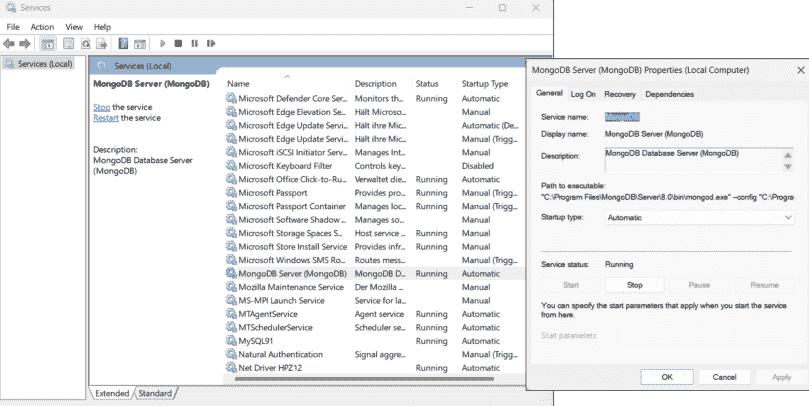 Services
File Action View Help
Services (Local)
Services (Local)
MongoDB Server (MongoDB)
Stop the service
Restart the service
Description:
MongoDB Database Server
(MongoDB)
Name Description Status Startup Type
Microsoft Defender Core Ser... Monitors th... Running Automatic
Microsoft Edge Elevation Se... Hält Microso... Manual
Microsoft Edge Update Servi... Hält ihre Mic... Automatic (De...
Microsoft Edge Update Servi... Hält ihre Mic... Manual (Trigg...
Microsoft iSCSI Initiator Servi... Manages Int... Manual
Microsoft Keyboard Filter Controls key... Disabled
Microsoft Office Click-to-Ru... Verwaltet die... Running Automatic
Microsoft Passport Provides pro... Running Manual (Trigg...
Microsoft Passport Container Manages loc... Running Manual (Trigg...
Microsoft Software Shadow ... Manages so... Manual
Microsoft Storage Spaces S... Host service ... Running Manual
Microsoft Store Install Service Provides infr... Running Manual
Microsoft Windows SMS Ro... Routes mess... Manual (Trigg...
MongoDB Server (MongoDB) MongoDB D... Running Automatic
Mozilla Maintenance Service Der Mozilla ... Manual
MS-MPI Launch Service Service for la... Manual
MTAgentService Agent service Running Automatic
MTSchedulerService Scheduler se... Running Automatic
MySQL91 Running Automatic
Natural Authentication Signal aggre... Manual (Trigg...
Net Driver HPZ12 Running Automatic
Extended Standard
MongoDB Server (MongoDB) Properties (Local Computer)
General Log On Recovery Dependencies
Service name:
Display name: MongoDB Server (MongoDB)
Description: MongoDB Database Server (MongoDB)
Path to executable:
"C:\Program Files\MongoDB\Server\8.0\bin\mongod.exe" --config "C:\Progra
Startup type: Automatic
Service status: Running
Start Stop Pause Resume
You can specify the start parameters that apply when you start the service
from here.
Start parameters:
OK Cancel Apply